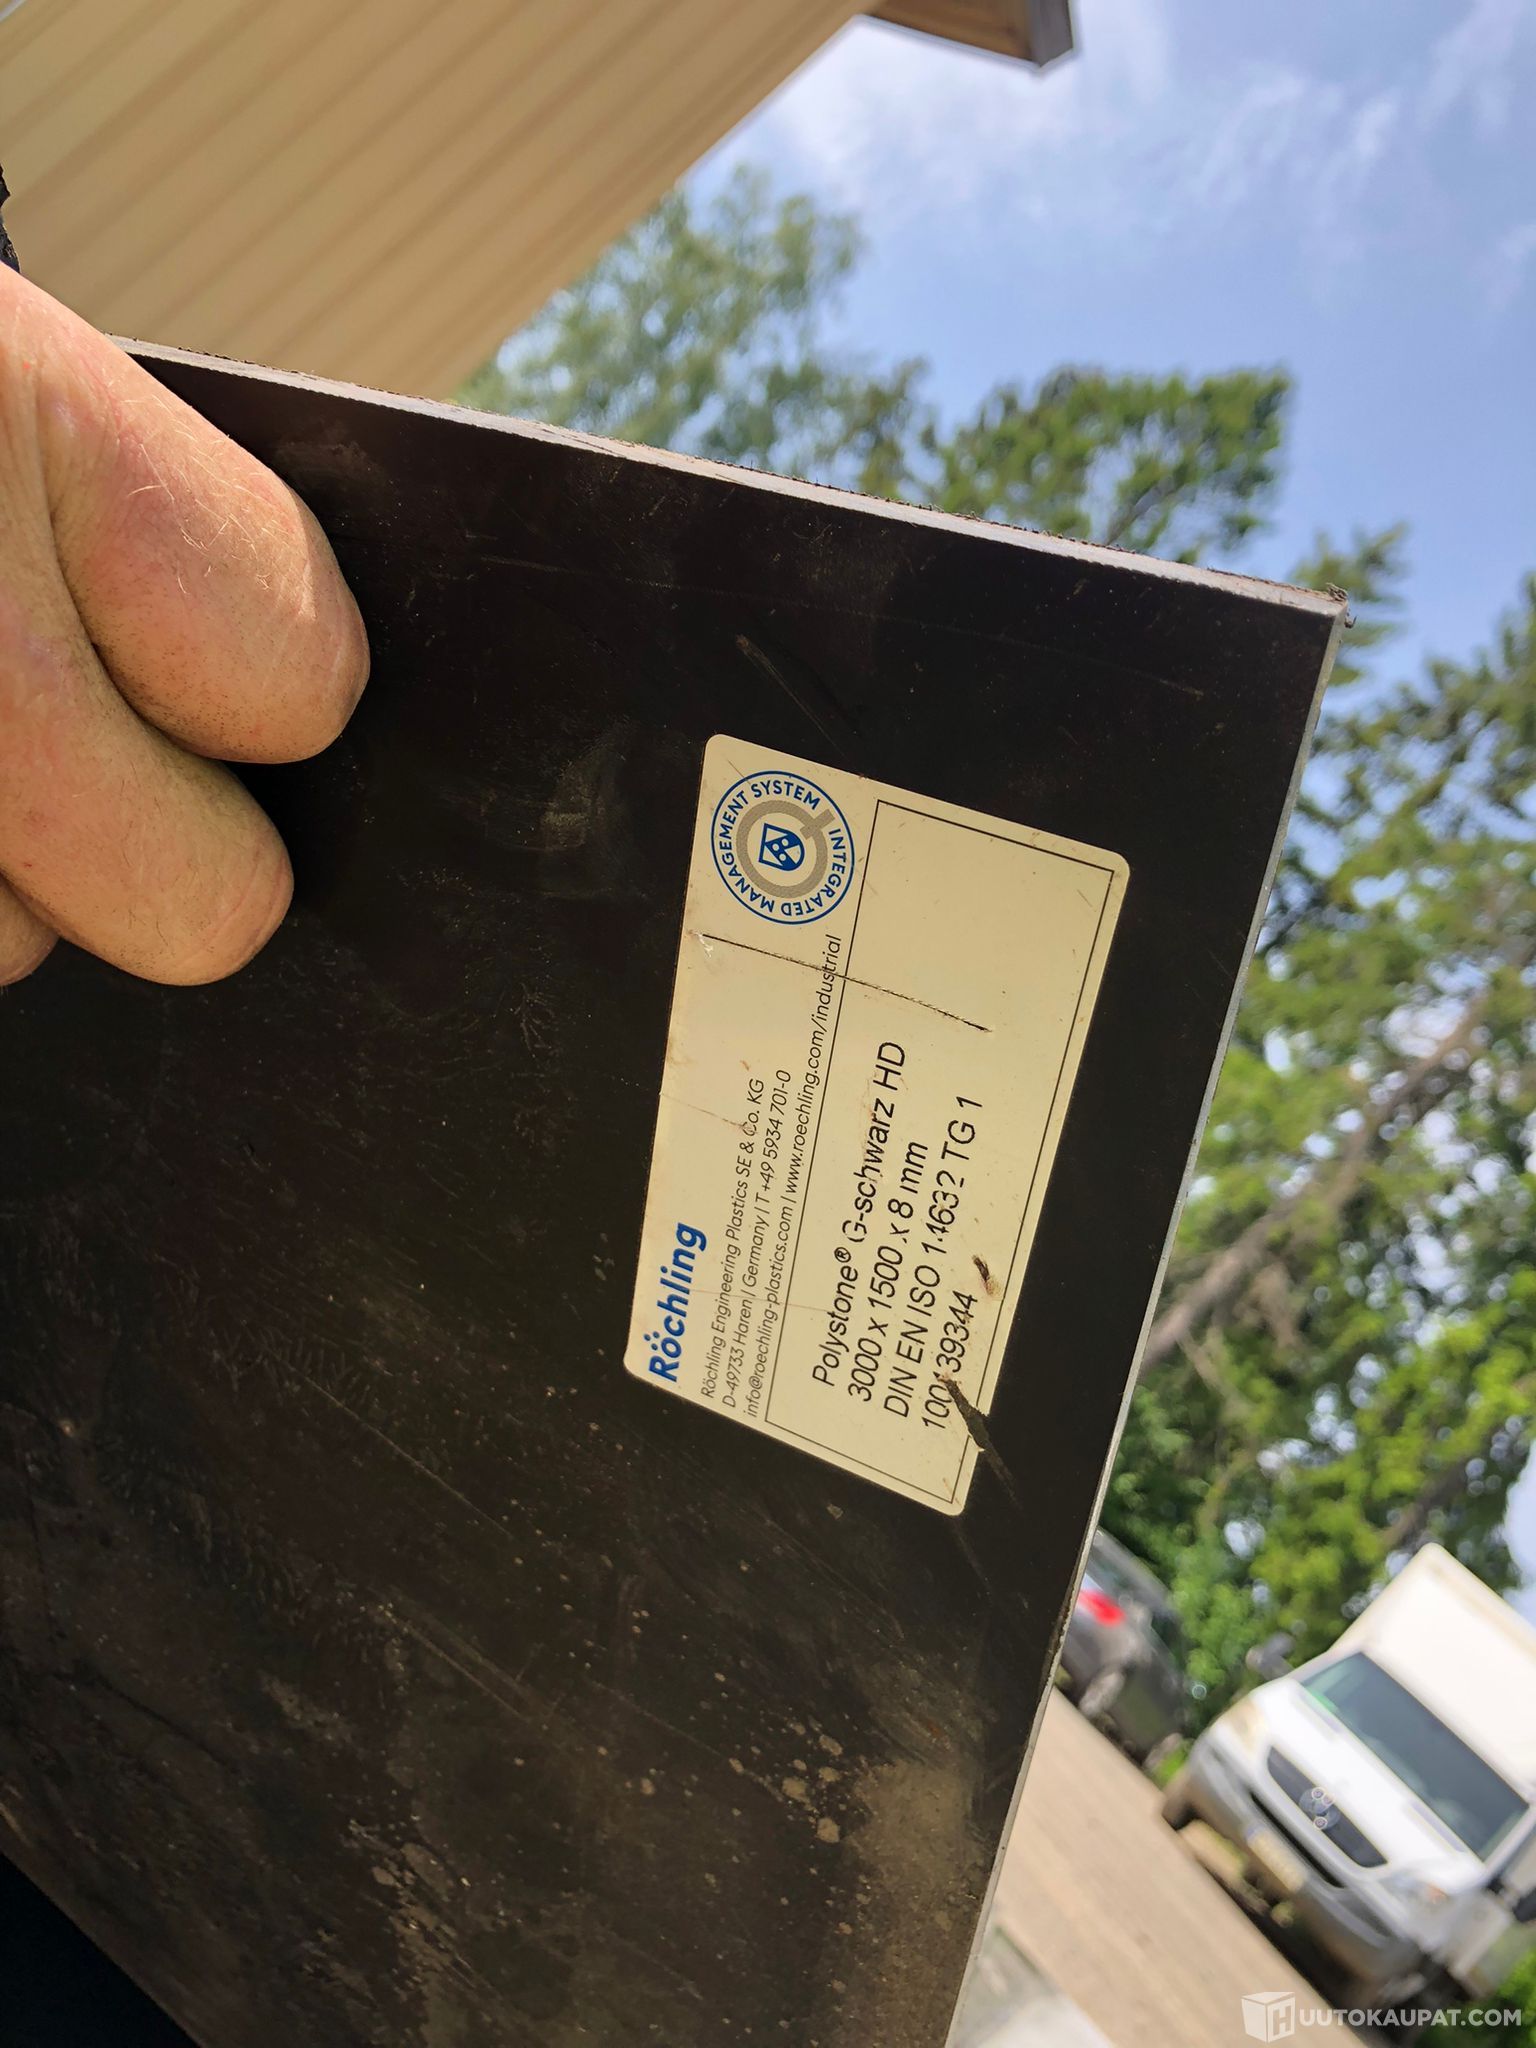 Röchling
Röchling Engineering Plastics SE & Co. KG
D-49733 Haren | Germany | T +49 5934 701-0
info@roechling-plastics.com | www.roechling.com/industrial
INTEGRATED MANAGEMENT SYSTEM
Polystone® G-schwarz HD
3000 x 1500 x 8 mm
DIN EN ISO 14632 TG 1
100139344
HUUTOKAUPAT.COM